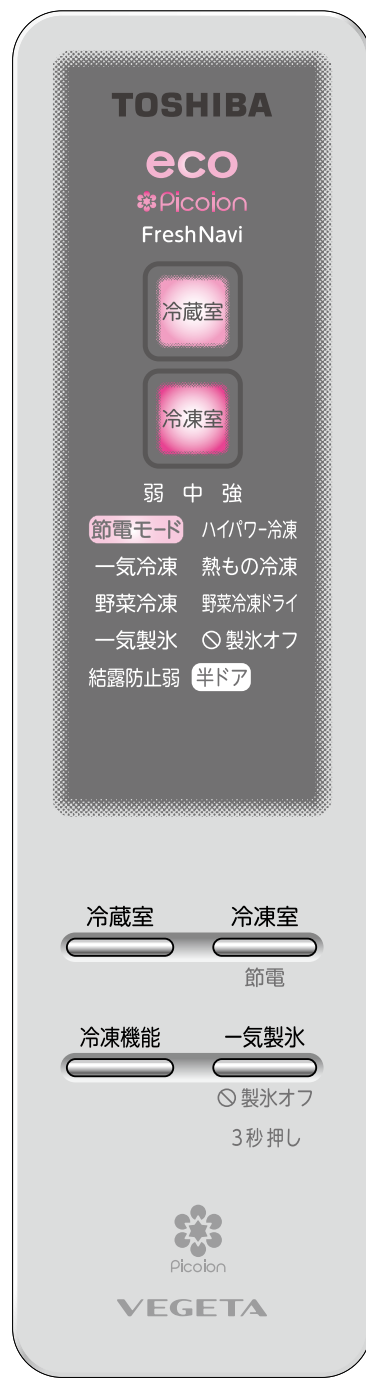 TOSHIBA
eco
Picoion
FreshNavi
冷蔵室
冷凍室
弱 中 強
節電モード ハイパワー冷凍
一気冷凍 熱もの冷凍
野菜冷凍 野菜冷凍ドライ
一気製氷 製氷オフ
結露防止弱 半ドア
冷蔵室 冷凍室
節電
冷凍機能 一気製氷
製氷オフ
3秒押し
Picoion
VEGETA